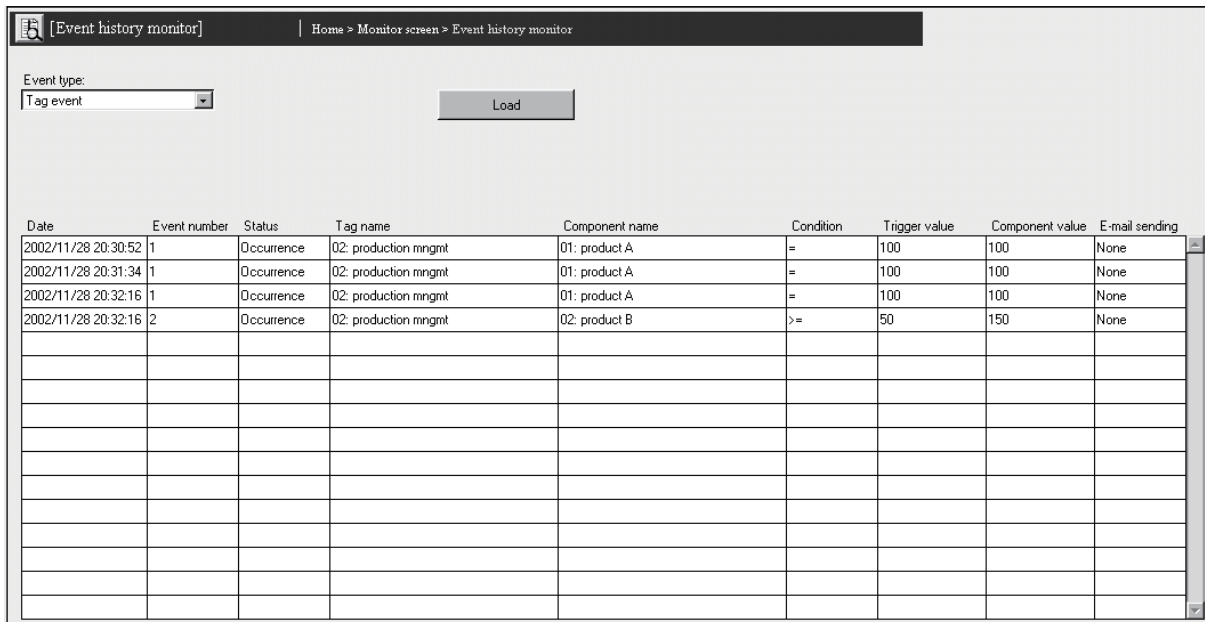 [Event history monitor] | Home > Monitor screen > Event history monitor
Event type:
Tag event
Load
Date Event number Status Tag name Component name Condition Trigger value Component value E-mail sending
2002/11/28 20:30:52 1 Occurrence 02: production mngmt 01: product A = 100 100 None
2002/11/28 20:31:34 1 Occurrence 02: production mngmt 01: product A = 100 100 None
2002/11/28 20:32:16 1 Occurrence 02: production mngmt 01: product A = 100 100 None
2002/11/28 20:32:16 2 Occurrence 02: production mngmt 02: product B >= 50 150 None